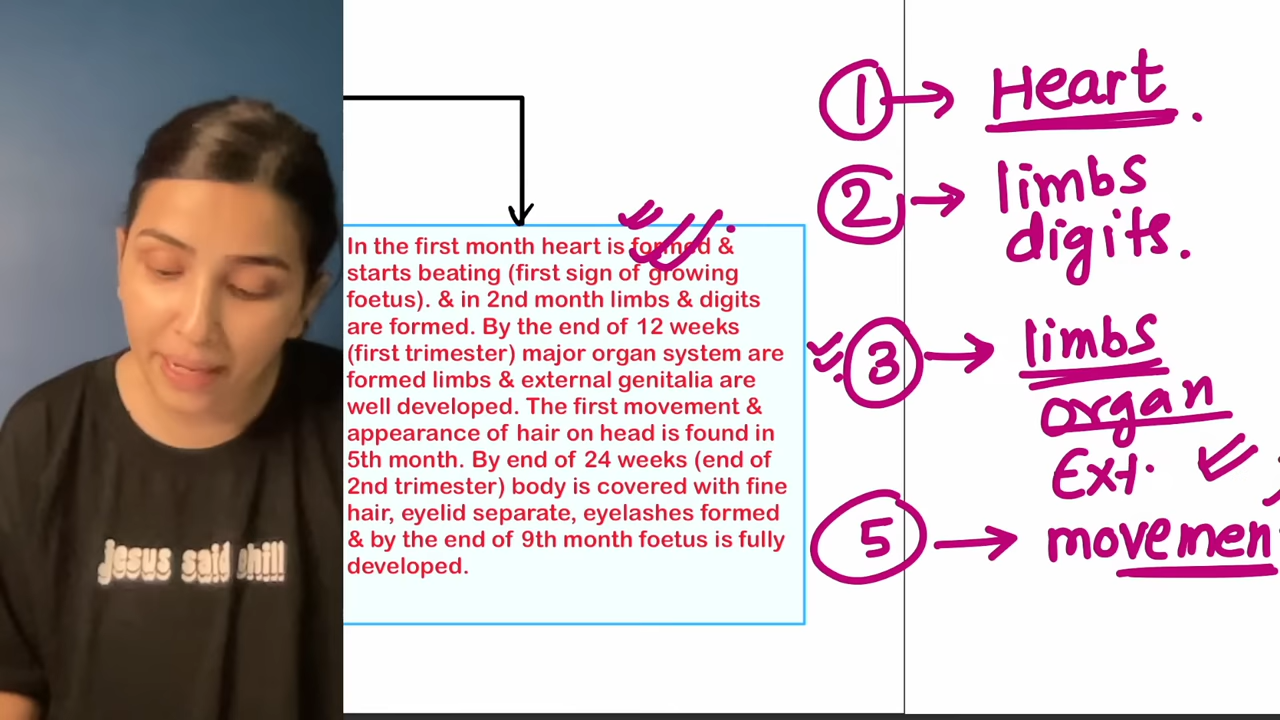 In the first month heart is formed &
starts beating (first sign of growing
foetus). & in 2nd month limbs & digits
are formed. By the end of 12 weeks
(first trimester) major organ system are
formed limbs & external genitalia are
well developed. The first movement &
appearance of hair on head is found in
5th month. By end of 24 weeks (end of
2nd trimester) body is covered with fine
hair, eyelid separate, eyelashes formed
& by the end of 9th month foetus is fully
developed.
1 → Heart.
2 → limbs
digits.
3 → limbs
organ
Ext.
5 → movemen
jesus said chill